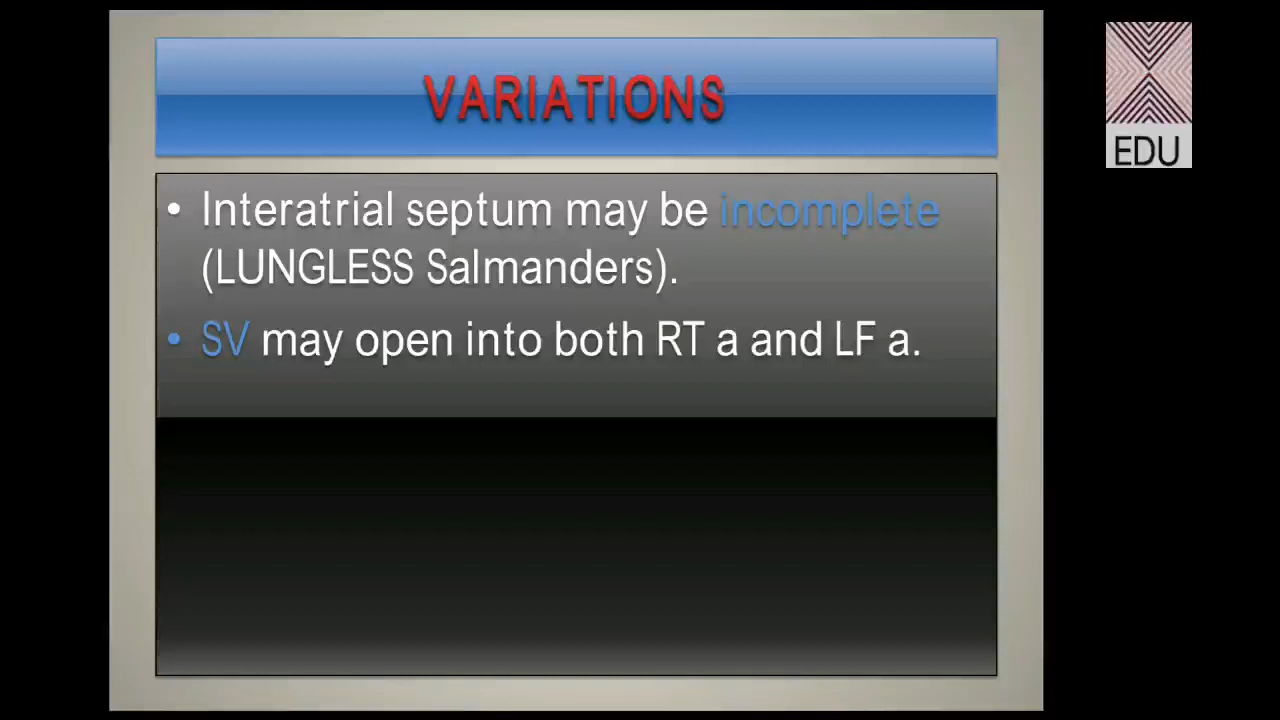 VARIATIONS
• Interatrial septum may be incomplete
(LUNGLESS Salmanders).
• SV may open into both RT a and LF a.
EDU